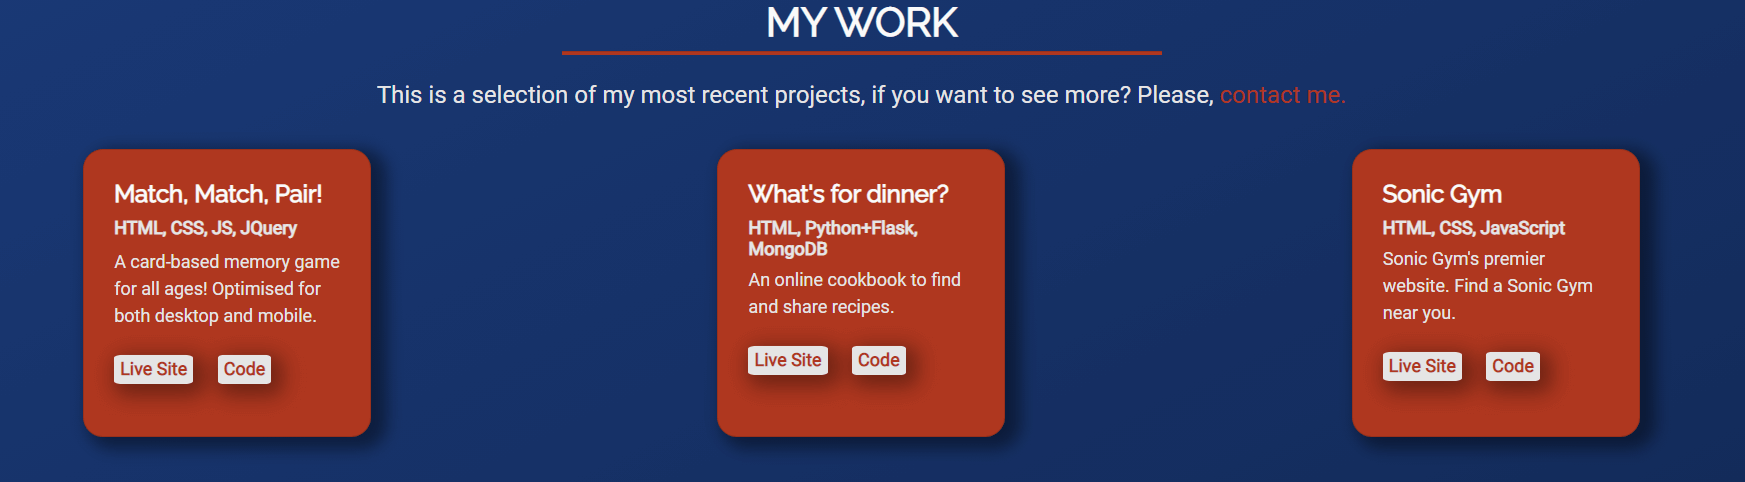 MY WORK
This is a selection of my most recent projects, if you want to see more? Please, contact me.
Match, Match, Pair!
HTML, CSS, JS, JQuery
A card-based memory game
for all ages! Optimised for
both desktop and mobile.
Live Site
Code
What's for dinner?
HTML, Python+Flask,
MongoDB
An online cookbook to find
and share recipes.
Live Site
Code
Sonic Gym
HTML, CSS, JavaScript
Sonic Gym's premier
website. Find a Sonic Gym
near you.
Live Site
Code